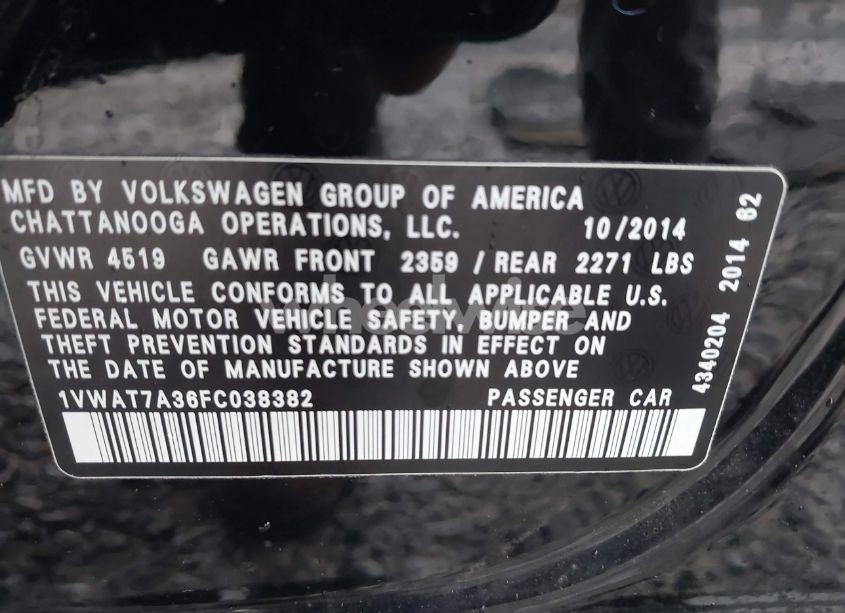 MFD BY VOLKSWAGEN GROUP OF AMERICA
CHATTANOOGA OPERATIONS, LLC. 10/2014
GVWR 4519 GAWR FRONT 2359 / REAR 2271 LBS
THIS VEHICLE CONFORMS TO ALL APPLICABLE U.S.
FEDERAL MOTOR VEHICLE SAFETY, BUMPER AND
THEFT PREVENTION STANDARDS IN EFFECT ON
THE DATE OF MANUFACTURE SHOWN ABOVE
1VWAT7A36FC038382 PASSENGER CAR
4340204 2014 62